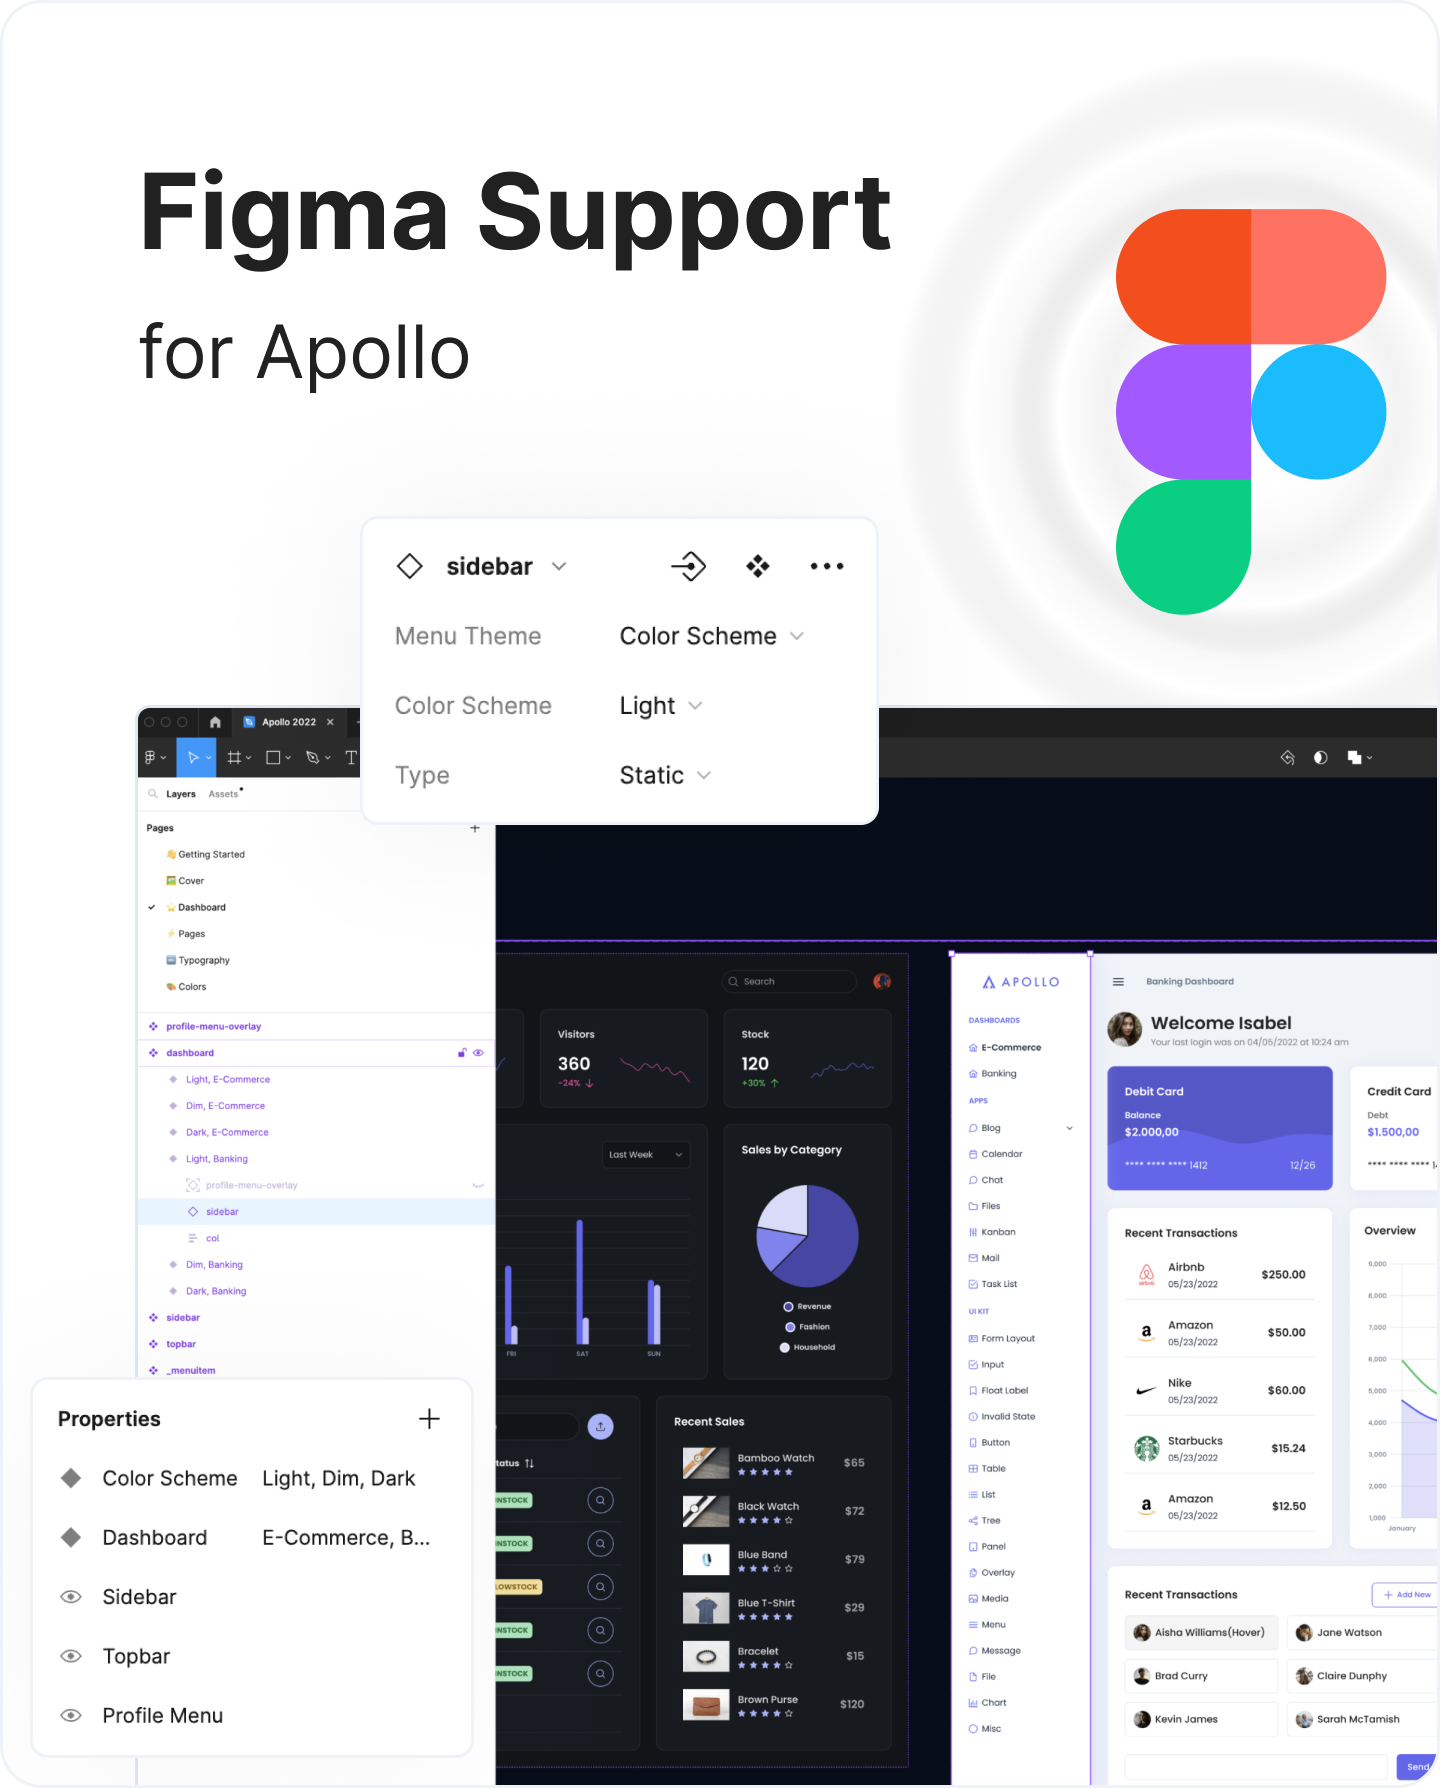 Figma Support
for Apollo
sidebar
Menu Theme Color Scheme
Color Scheme Light
Type Static
Apollo 2022
Layers Assets
Pages
Getting Started
Cover
Dashboard
Pages
Typography
Colors
profile-menu-overlay
dashboard
Light, E-Commerce
Dim, E-Commerce
Dark, E-Commerce
Light, Banking
profile-menu-overlay
sidebar
col
Dim, Banking
Dark, Banking
sidebar
topbar
_menuitem
Properties
Color Scheme Light, Dim, Dark
Dashboard E-Commerce, B...
Sidebar
Topbar
Profile Menu
Search
Visitors
360
-24%
Stock
120
+30%
Last Week
FRI SAT SUN
Sales by Category
Revenue
Fashion
Household
tatus
INSTOCK
INSTOCK
LOWSTOCK
INSTOCK
INSTOCK
Recent Sales
Bamboo Watch $65
Black Watch $72
Blue Band $79
Blue T-Shirt $29
Bracelet $15
Brown Purse $120
APOLLO
DASHBOARDS
E-Commerce
Banking
APPS
Blog
Calendar
Chat
Files
Kanban
Mail
Task List
UI KIT
Form Layout
Input
Float Label
Invalid State
Button
Table
List
Tree
Panel
Overlay
Media
Menu
Message
File
Chart
Misc
Banking Dashboard
Welcome Isabel
Your last login was on 04/05/2022 at 10:24 am
Debit Card
Balance
$2.000,00
**** **** **** 1412 12/26
Credit Card
Debt
$1.500,00
**** **** **** 1
Recent Transactions
airbnb
Airbnb
05/23/2022
$250.00
Amazon
05/23/2022
$50.00
Nike
05/23/2022
$60.00
Starbucks
05/23/2022
$15.24
Amazon
05/23/2022
$12.50
Overview
9,000
8,000
7,000
6,000
5,000
4,000
3,000
2,000
1,000
January
Recent Transactions
Add New
Aisha Williams(Hover) Jane Watson
Brad Curry Claire Dunphy
Kevin James Sarah McTamish
Send